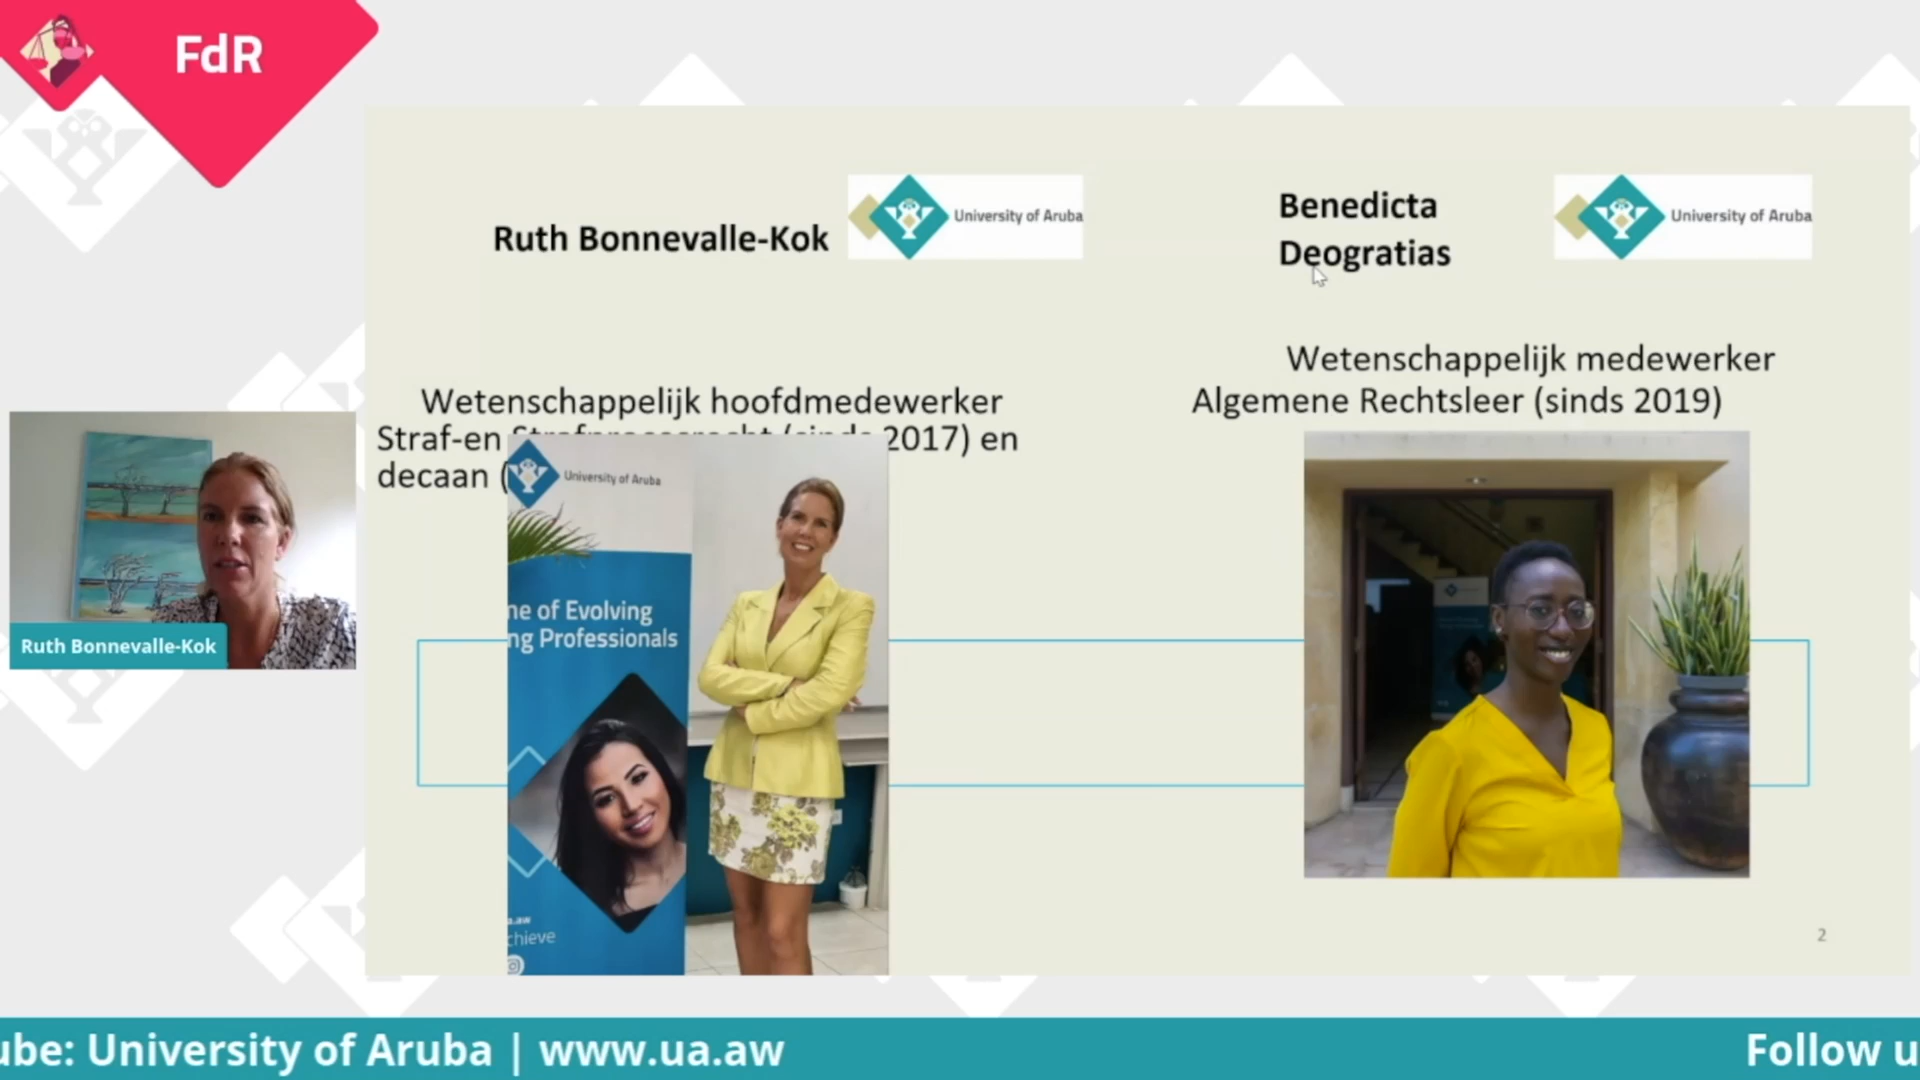 FdR
Ruth Bonnevalle-Kok
University of Aruba
Benedicta
Deogratias
University of Aruba
Wetenschappelijk hoofdmedewerker
Straf-en (sinds 2017) en
decaan (
Wetenschappelijk medewerker
Algemene Rechtsleer (sinds 2019)
University of Aruba
ne of Evolving
ng Professionals
a.aw
chieve
Ruth Bonnevalle-Kok
2
ube: University of Aruba | www.ua.aw
Follow u